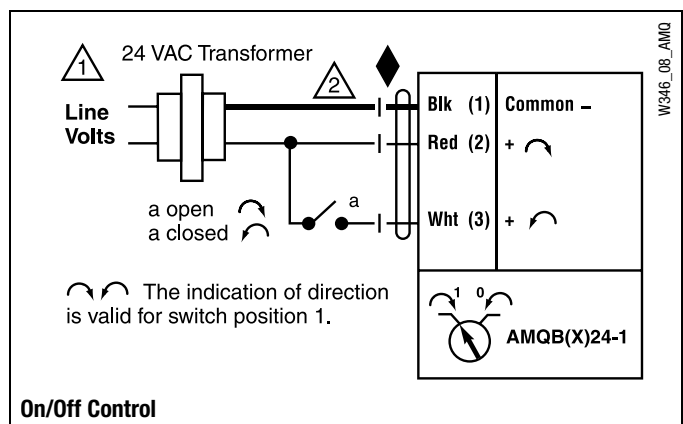 W346_08_AMQ
1 24 VAC Transformer
2
Line
Volts
Blk (1) Common –
Red (2) +
a
a open
a closed
Wht (3) +
The indication of direction
is valid for switch position 1.
1 0
AMQB(X)24-1
On/Off Control